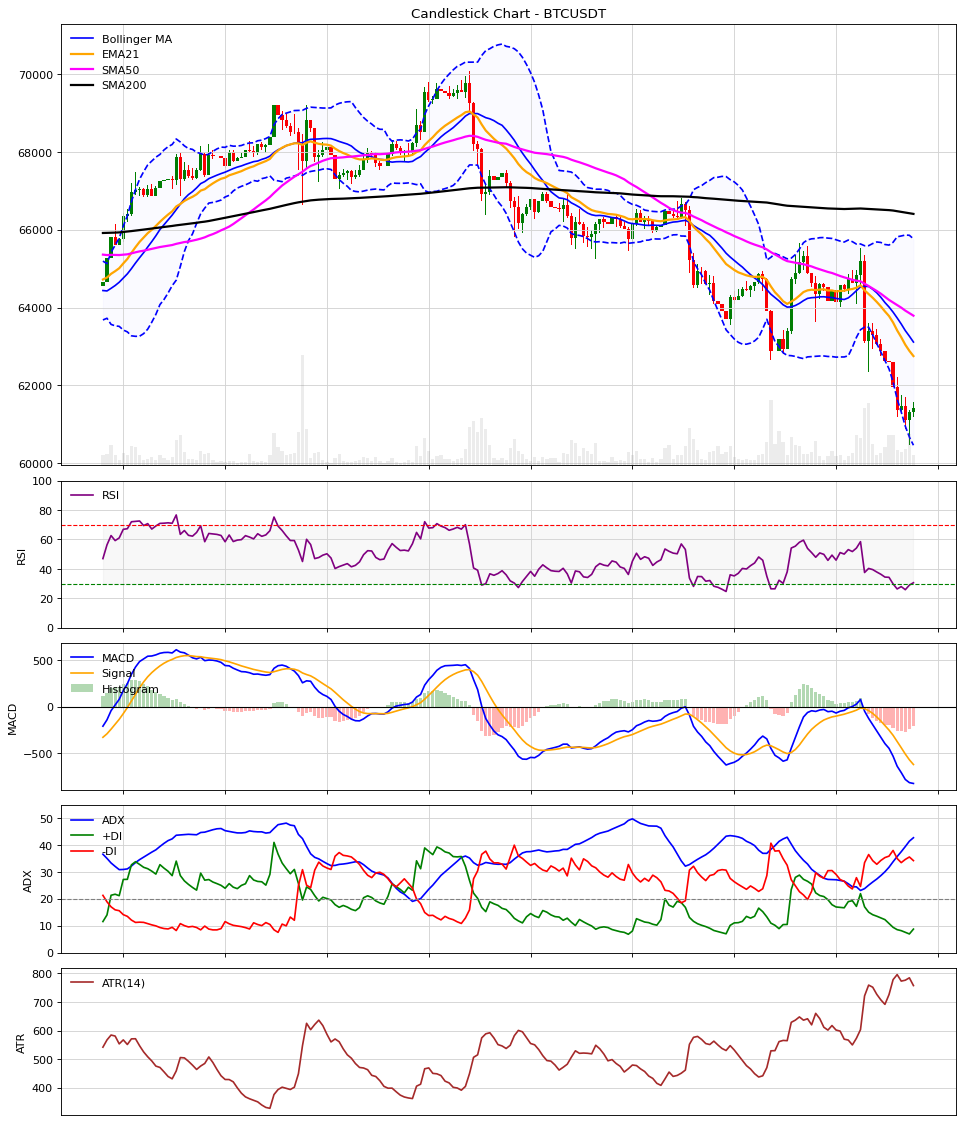 Candlestick Chart - BTCUSDT
Bollinger MA
EMA21
SMA50
SMA200
70000
68000
66000
64000
62000
60000
RSI
RSI
100
80
60
40
20
0
MACD
Signal
Histogram
MACD
500
0
−500
ADX
+DI
-DI
ADX
50
40
30
20
10
0
ATR(14)
ATR
800
700
600
500
400